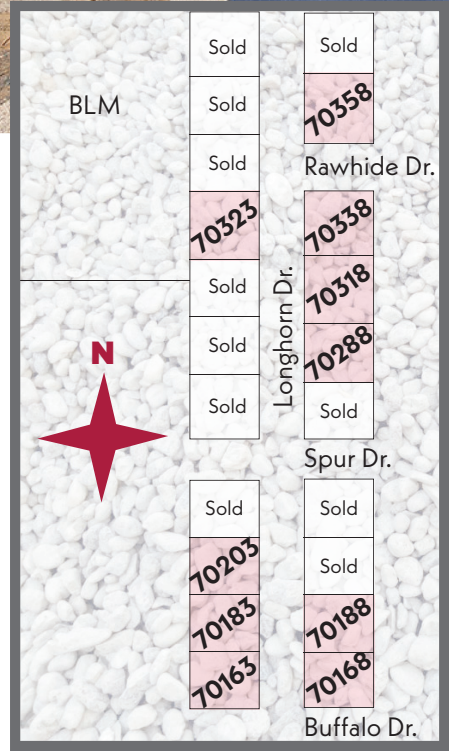 Sold
Sold
BLM
Sold
70358
Sold
Rawhide Dr.
70323
70338
Sold
70318
Longhorn Dr.
N
Sold
70288
Sold
Sold
Spur Dr.
Sold
Sold
70203
Sold
70183
70188
70163
70168
Buffalo Dr.